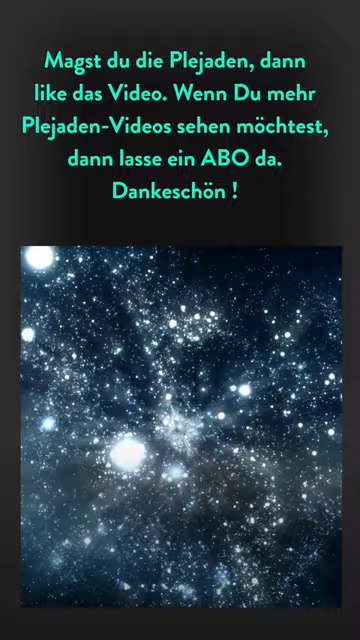 Magst du die Plejaden, dann
like das Video. Wenn Du mehr
Plejaden-Videos sehen möchtest,
dann lasse ein ABO da.
Dankeschön !